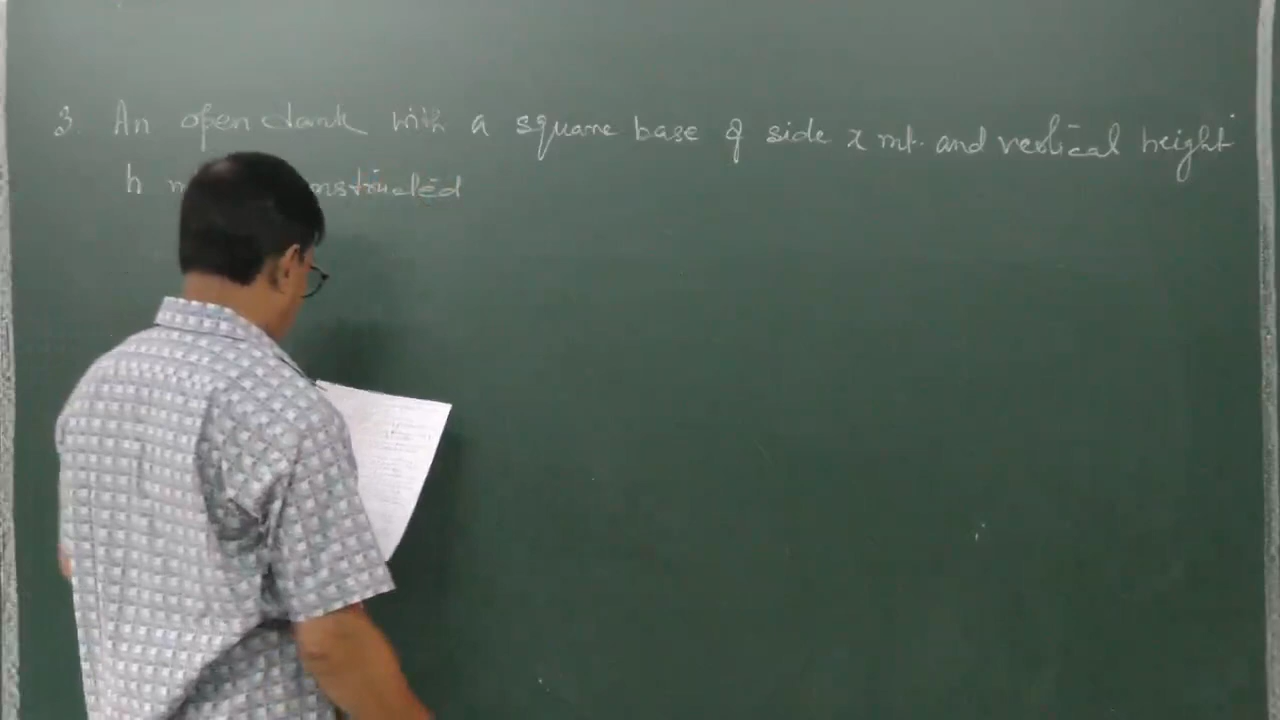 3. An open tank with a square base of side x mt. and vertical height
h